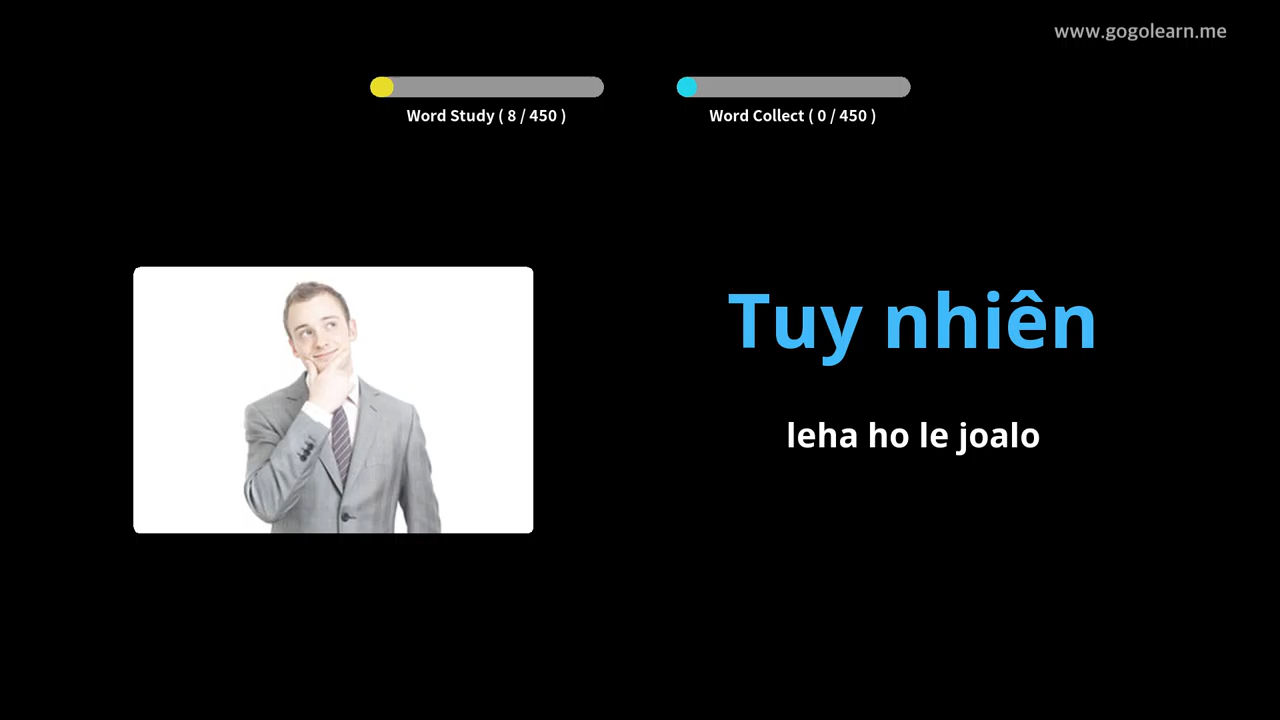 www.gogolearn.me
Word Study ( 8 / 450 )
Word Collect ( 0 / 450 )
Tuy nhiên
leha ho le joalo